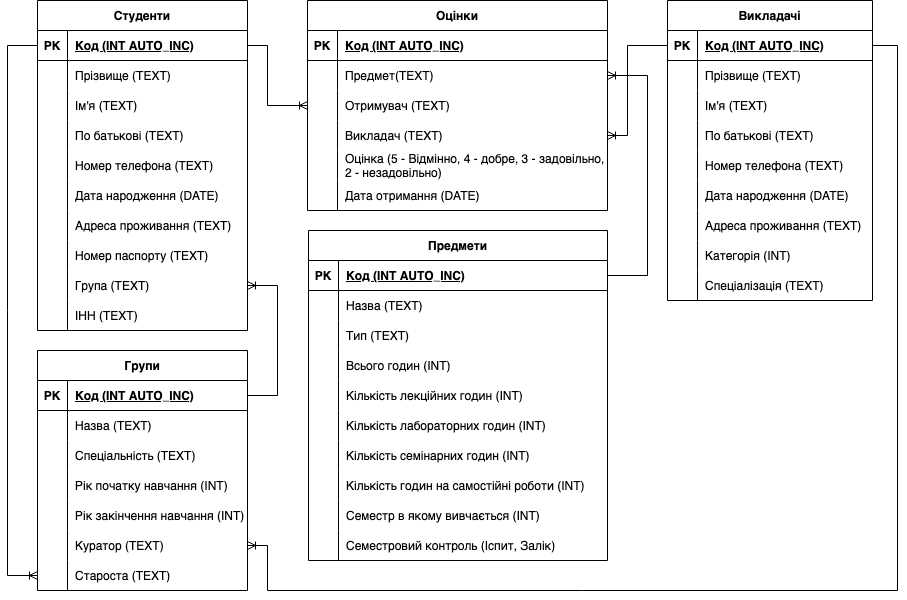 Студенти
PK
Код (INT AUTO_INC)
Прізвище (TEXT)
Ім'я (TEXT)
По батькові (TEXT)
Номер телефона (TEXT)
Дата народження (DATE)
Адреса проживання (TEXT)
Номер паспорту (TEXT)
Група (TEXT)
ІНН (TEXT)
Групи
PK
Код (INT AUTO_INC)
Назва (TEXT)
Спеціальність (TEXT)
Рік початку навчання (INT)
Рік закінчення навчання (INT)
Куратор (TEXT)
Староста (TEXT)
Оцінки
PK
Код (INT AUTO_INC)
Предмет(TEXT)
Отримувач (TEXT)
Викладач (TEXT)
Оцінка (5 - Відмінно, 4 - добре, 3 - задовільно,
2 - незадовільно)
Дата отримання (DATE)
Предмети
PK
Код (INT AUTO_INC)
Назва (TEXT)
Тип (TEXT)
Всього годин (INT)
Кількість лекційних годин (INT)
Кількість лабораторних годин (INT)
Кількість семінарних годин (INT)
Кількість годин на самостійні роботи (INT)
Семестр в якому вивчається (INT)
Семестровий контроль (Іспит, Залік)
Викладачі
PK
Код (INT AUTO_INC)
Прізвище (TEXT)
Ім'я (TEXT)
По батькові (TEXT)
Номер телефона (TEXT)
Дата народження (DATE)
Адреса проживання (TEXT)
Категорія (INT)
Спеціалізація (TEXT)